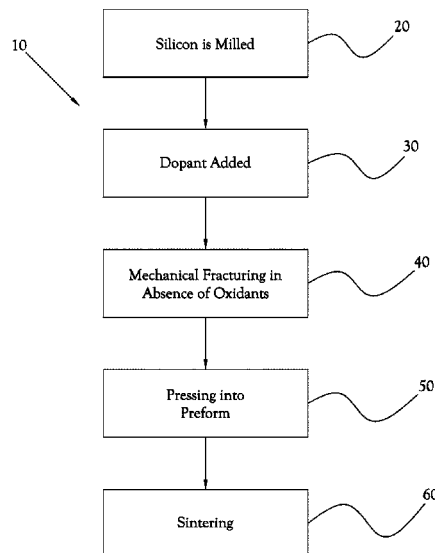 10
Silicon is Milled
20
Dopant Added
30
Mechanical Fracturing in
Absence of Oxidants
40
Pressing into
Preform
50
Sintering
60